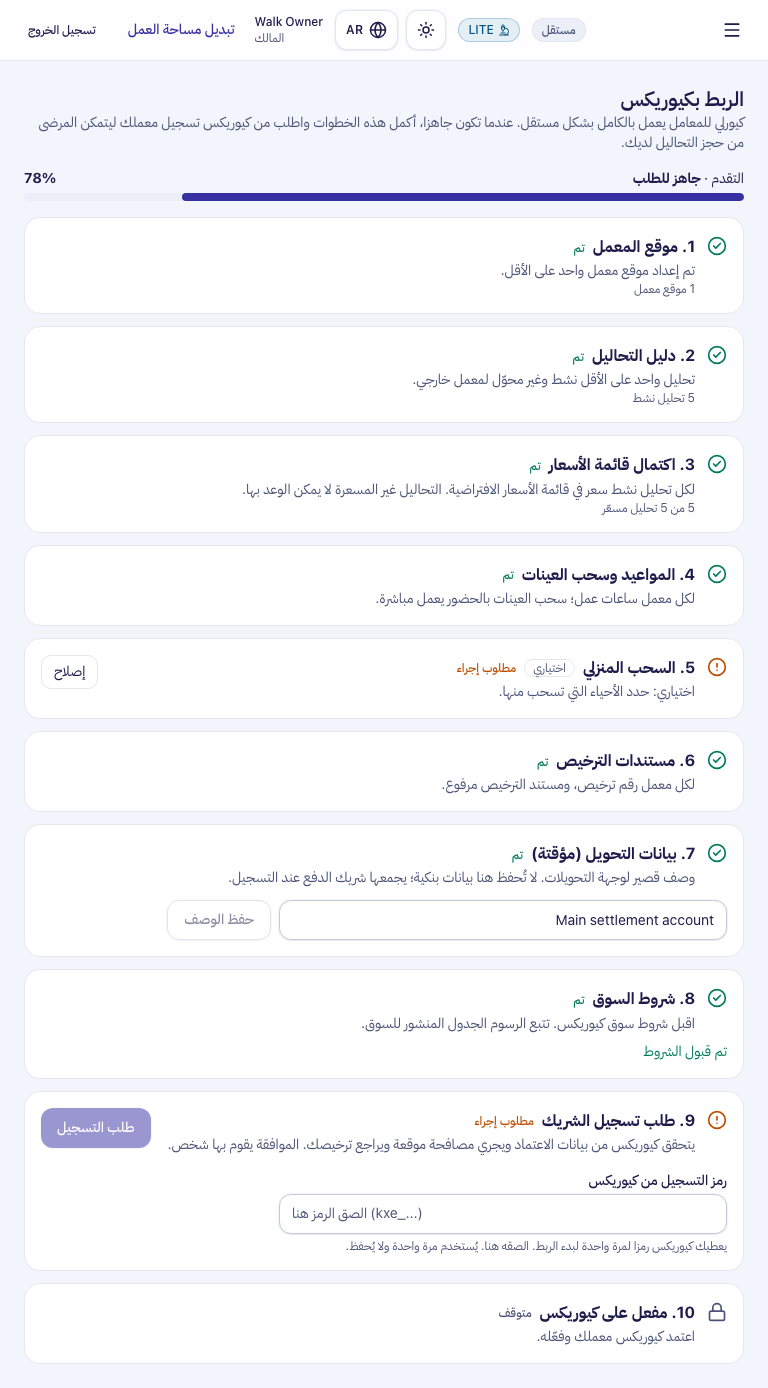 مستقل
LITE
AR
Walk Owner
المالك
تبديل مساحة العمل
تسجيل الخروج
الربط بكيوريكس
كيورلي للمعامل يعمل بالكامل بشكل مستقل. عندما تكون جاهزا، أكمل هذه الخطوات واطلب من كيوريكس تسجيل معملك ليتمكن المرضى
من حجز التحاليل لديك.
التقدم · جاهز للطلب
78%
1. موقع المعمل تم
تم إعداد موقع معمل واحد على الأقل.
1 موقع معمل
2. دليل التحاليل تم
تحليل واحد على الأقل نشط وغير محوّل لمعمل خارجي.
5 تحليل نشط
3. اكتمال قائمة الأسعار تم
لكل تحليل نشط سعر في قائمة الأسعار الافتراضية. التحاليل غير المسعرة لا يمكن الوعد بها.
5 من 5 تحليل مسعّر
4. المواعيد وسحب العينات تم
لكل معمل ساعات عمل؛ سحب العينات بالحضور يعمل مباشرة.
5. السحب المنزلي اختياري مطلوب إجراء
إصلاح
اختياري: حدد الأحياء التي تسحب منها.
6. مستندات الترخيص تم
لكل معمل رقم ترخيص، ومستند الترخيص مرفوع.
7. بيانات التحويل (مؤقتة) تم
وصف قصير لوجهة التحويلات. لا تُحفظ هنا بيانات بنكية؛ يجمعها شريك الدفع عند التسجيل.
Main settlement account
حفظ الوصف
8. شروط السوق تم
اقبل شروط سوق كيوريكس. تتبع الرسوم الجدول المنشور للسوق.
تم قبول الشروط
9. طلب تسجيل الشريك مطلوب إجراء
طلب التسجيل
يتحقق كيوريكس من بيانات الاعتماد ويجري مصافحة موقعة ويراجع ترخيصك. الموافقة يقوم بها شخص.
رمز التسجيل من كيوريكس
الصق الرمز هنا (kxe_...)
يعطيك كيوريكس رمزا لمرة واحدة لبدء الربط. الصقه هنا. يُستخدم مرة واحدة ولا يُحفظ.
10. مفعل على كيوريكس متوقف
اعتمد كيوريكس معملك وفعّله.